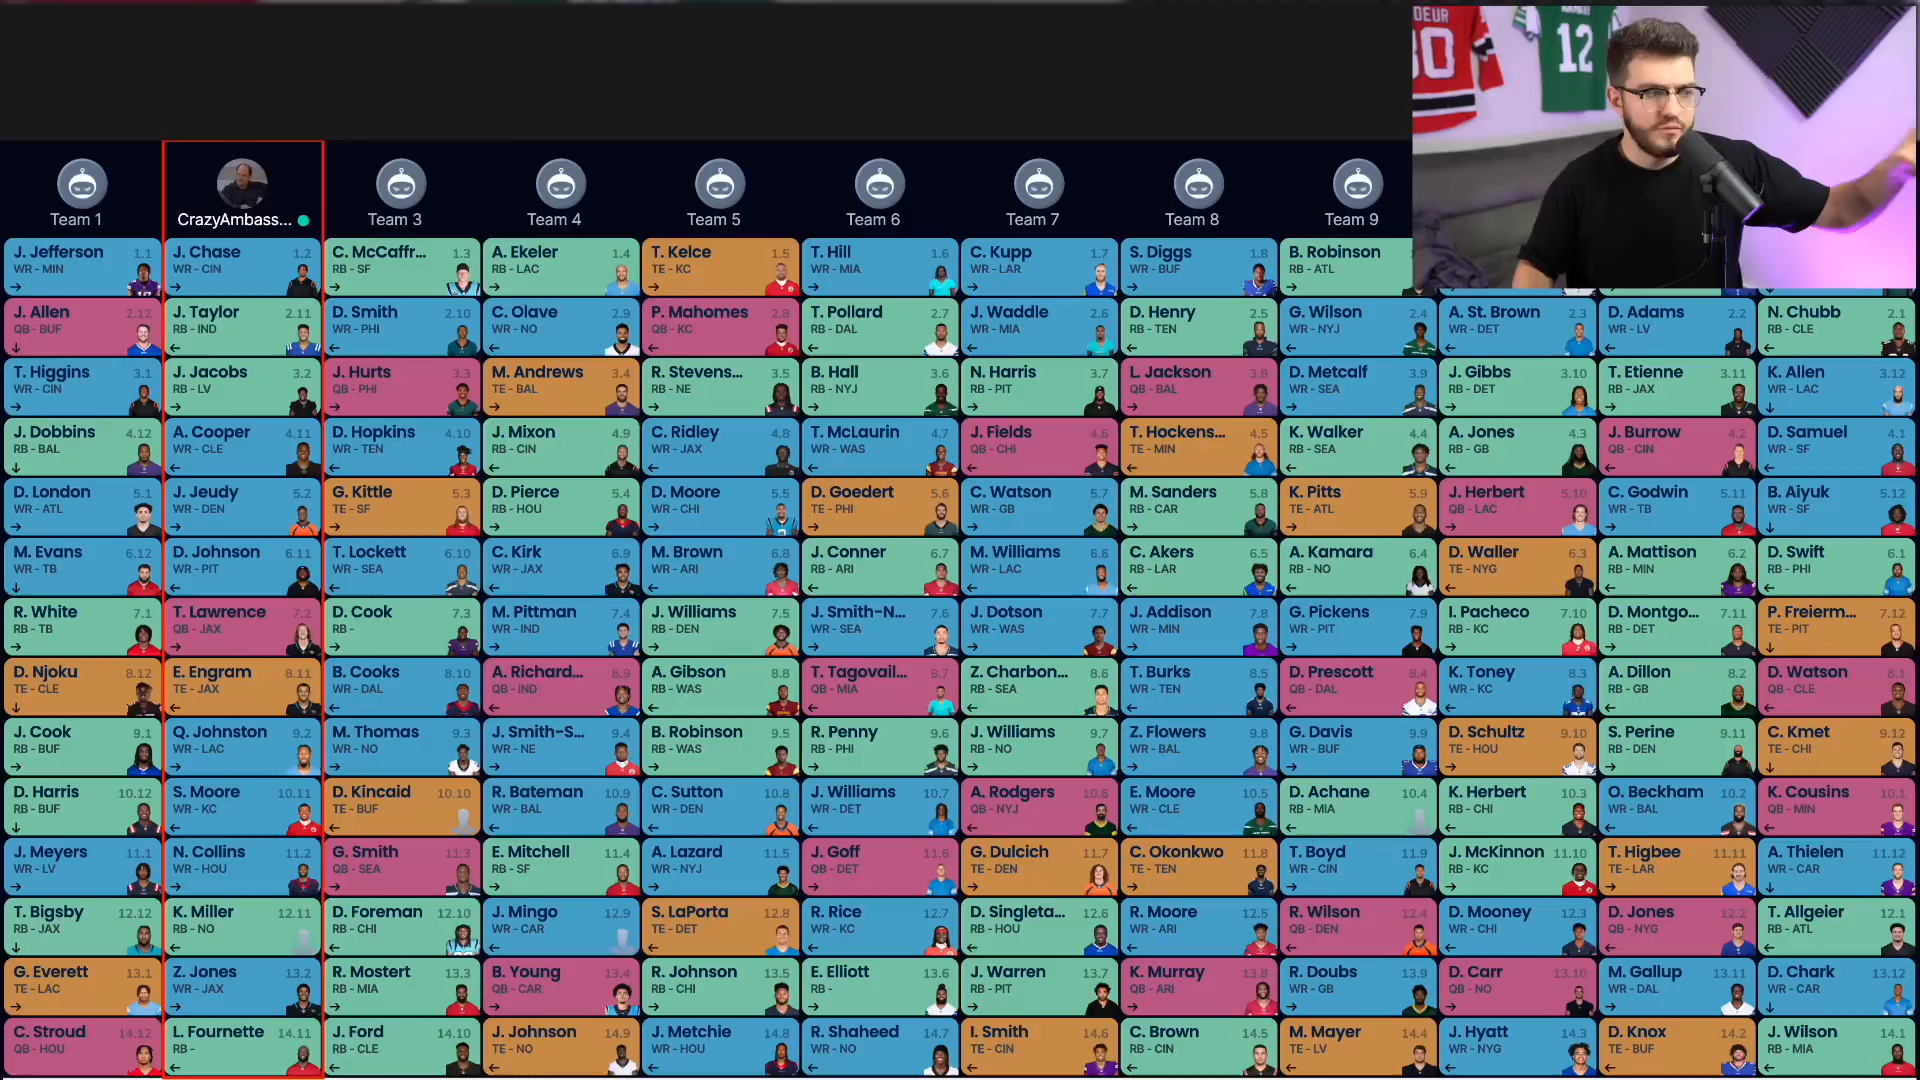 DEUR
30
12
Team 1
CrazyAmbass...
Team 3
Team 4
Team 5
Team 6
Team 7
Team 8
Team 9
J. Jefferson 1.1 J. Chase 1.2 C. McCaffr... 1.3 A. Ekeler 1.4 T. Kelce 1.5 T. Hill 1.6 C. Kupp 1.7 S. Diggs 1.8 B. Robinson
WR - MIN WR - CIN RB - SF RB - LAC TE - KC WR - MIA WR - LAR WR - BUF RB - ATL
J. Allen 2.12 J. Taylor 2.11 D. Smith 2.10 C. Olave 2.9 P. Mahomes 2.8 T. Pollard 2.7 J. Waddle 2.6 D. Henry 2.5 G. Wilson 2.4 A. St. Brown 2.3 D. Adams 2.2 N. Chubb 2.1
QB - BUF RB - IND WR - PHI WR - NO QB - KC RB - DAL WR - MIA RB - TEN WR - NYJ WR - DET WR - LV RB - CLE
T. Higgins 3.1 J. Jacobs 3.2 J. Hurts 3.3 M. Andrews 3.4 R. Stevens... 3.5 B. Hall 3.6 N. Harris 3.7 L. Jackson 3.8 D. Metcalf 3.9 J. Gibbs 3.10 T. Etienne 3.11 K. Allen 3.12
WR - CIN RB - LV QB - PHI TE - BAL RB - NE RB - NYJ RB - PIT QB - BAL WR - SEA RB - DET RB - JAX WR - LAC
J. Dobbins 4.12 A. Cooper 4.11 D. Hopkins 4.10 J. Mixon 4.9 C. Ridley 4.8 T. McLaurin 4.7 J. Fields 4.6 T. Hockens... 4.5 K. Walker 4.4 A. Jones 4.3 J. Burrow 4.2 D. Samuel 4.1
RB - BAL WR - CLE WR - TEN RB - CIN WR - JAX WR - WAS QB - CHI TE - MIN RB - SEA RB - GB QB - CIN WR - SF
D. London 5.1 J. Jeudy 5.2 G. Kittle 5.3 D. Pierce 5.4 D. Moore 5.5 D. Goedert 5.6 C. Watson 5.7 M. Sanders 5.8 K. Pitts 5.9 J. Herbert 5.10 C. Godwin 5.11 B. Aiyuk 5.12
WR - ATL WR - DEN TE - SF RB - HOU WR - CHI TE - PHI WR - GB RB - CAR TE - ATL QB - LAC WR - TB WR - SF
M. Evans 6.12 D. Johnson 6.11 T. Lockett 6.10 C. Kirk 6.9 M. Brown 6.8 J. Conner 6.7 M. Williams 6.6 C. Akers 6.5 A. Kamara 6.4 D. Waller 6.3 A. Mattison 6.2 D. Swift 6.1
WR - TB WR - PIT WR - SEA WR - JAX WR - ARI RB - ARI WR - LAC RB - LAR RB - NO TE - NYG RB - MIN RB - PHI
R. White 7.1 T. Lawrence 7.2 D. Cook 7.3 M. Pittman 7.4 J. Williams 7.5 J. Smith-N... 7.6 J. Dotson 7.7 J. Addison 7.8 G. Pickens 7.9 I. Pacheco 7.10 D. Montgo... 7.11 P. Freierm... 7.12
RB - TB QB - JAX RB - WR - IND RB - DEN WR - SEA WR - WAS WR - MIN WR - PIT RB - KC RB - DET TE - PIT
D. Njoku 8.12 E. Engram 8.11 B. Cooks 8.10 A. Richard... 8.9 A. Gibson 8.8 T. Tagovail... 8.7 Z. Charbon... 8.6 T. Burks 8.5 D. Prescott 8.4 K. Toney 8.3 A. Dillon 8.2 D. Watson 8.1
TE - CLE TE - JAX WR - DAL QB - IND RB - WAS QB - MIA RB - SEA WR - TEN QB - DAL WR - KC RB - GB QB - CLE
J. Cook 9.1 Q. Johnston 9.2 M. Thomas 9.3 J. Smith-S... 9.4 B. Robinson 9.5 R. Penny 9.6 J. Williams 9.7 Z. Flowers 9.8 G. Davis 9.9 D. Schultz 9.10 S. Perine 9.11 C. Kmet 9.12
RB - BUF WR - LAC WR - NO WR - NE RB - WAS RB - PHI RB - NO WR - BAL WR - BUF TE - HOU RB - DEN TE - CHI
D. Harris 10.12 S. Moore 10.11 D. Kincaid 10.10 R. Bateman 10.9 C. Sutton 10.8 J. Williams 10.7 A. Rodgers 10.6 E. Moore 10.5 D. Achane 10.4 K. Herbert 10.3 O. Beckham 10.2 K. Cousins 10.1
RB - BUF WR - KC TE - BUF WR - BAL WR - DEN WR - DET QB - NYJ WR - CLE RB - MIA RB - CHI WR - BAL QB - MIN
J. Meyers 11.1 N. Collins 11.2 G. Smith 11.3 E. Mitchell 11.4 A. Lazard 11.5 J. Goff 11.6 G. Dulcich 11.7 C. Okonkwo 11.8 T. Boyd 11.9 J. McKinnon 11.10 T. Higbee 11.11 A. Thielen 11.12
WR - LV WR - HOU QB - SEA RB - SF WR - NYJ QB - DET TE - DEN TE - TEN WR - CIN RB - KC TE - LAR WR - CAR
T. Bigsby 12.12 K. Miller 12.11 D. Foreman 12.10 J. Mingo 12.9 S. LaPorta 12.8 R. Rice 12.7 D. Singleta... 12.6 R. Moore 12.5 R. Wilson 12.4 D. Mooney 12.3 D. Jones 12.2 T. Allgeier 12.1
RB - JAX RB - NO RB - CHI WR - CAR TE - DET WR - KC RB - HOU WR - ARI QB - DEN WR - CHI QB - NYG RB - ATL
G. Everett 13.1 Z. Jones 13.2 R. Mostert 13.3 B. Young 13.4 R. Johnson 13.5 E. Elliott 13.6 J. Warren 13.7 K. Murray 13.8 R. Doubs 13.9 D. Carr 13.10 M. Gallup 13.11 D. Chark 13.12
TE - LAC WR - JAX RB - MIA QB - CAR RB - CHI RB - RB - PIT QB - ARI WR - GB QB - NO WR - DAL WR - CAR
C. Stroud 14.12 L. Fournette 14.11 J. Ford 14.10 J. Johnson 14.9 J. Metchie 14.8 R. Shaheed 14.7 I. Smith 14.6 C. Brown 14.5 M. Mayer 14.4 J. Hyatt 14.3 D. Knox 14.2 J. Wilson 14.1
QB - HOU RB - RB - CLE TE - NO WR - HOU WR - NO TE - CIN RB - CIN TE - LV WR - NYG TE - BUF RB - MIA